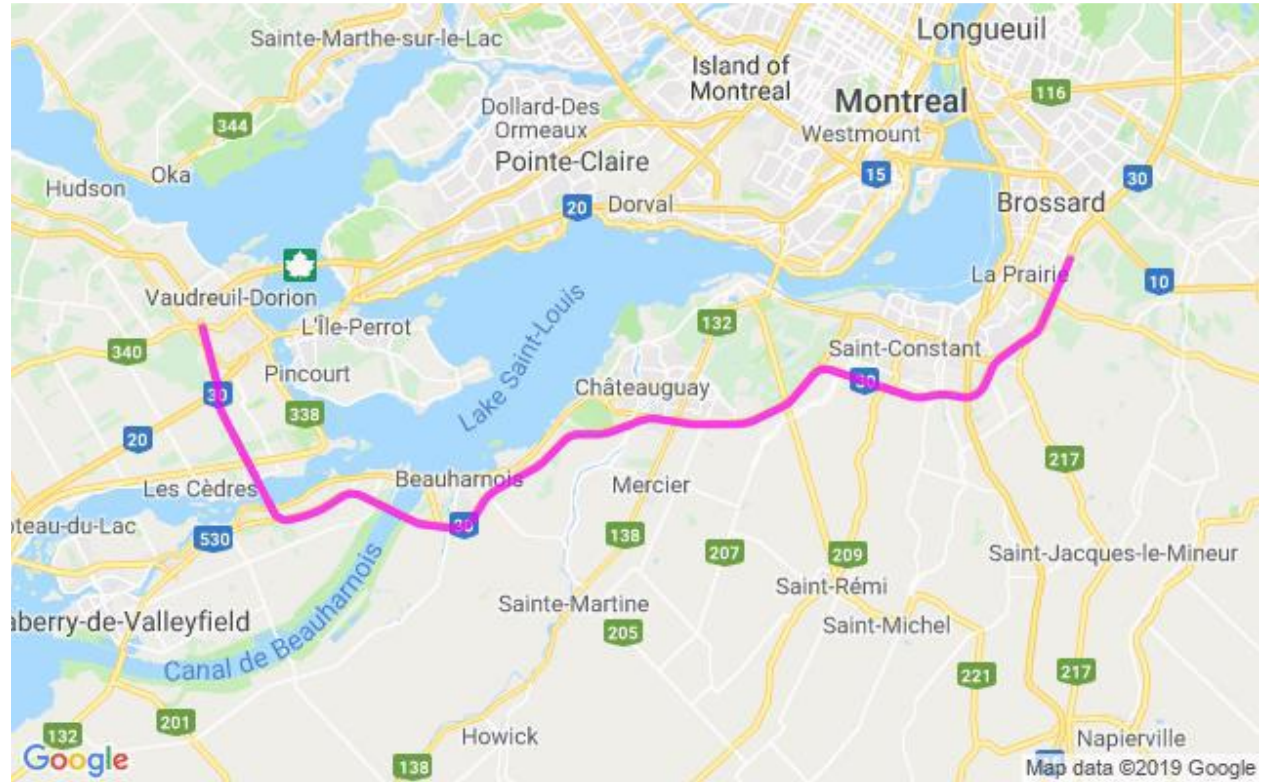 Longueuil
Sainte-Marthe-sur-le-Lac
Island of
Montreal
116
Dollard-Des
Ormeaux
Montreal
344
Westmount
Pointe-Claire
15
Oka
30
Hudson
20
Dorval
Brossard
La Prairie
10
Vaudreuil-Dorion
L'Île-Perrot
132
340
Saint-Constant
Lake Saint-Louis
Pincourt
30
Châteauguay
30
338
20
217
Beauharnois
Les Cèdres
Mercier
oteau-du-Lac
530
30
138
207
209
Saint-Jacques-le-Mineur
Saint-Rémi
Sainte-Martine
aberry-de-Valleyfield
205
Saint-Michel
Canal de Beauharnois
221
217
201
132
Howick
Napierville
Google
138
Map data ©2019 Google